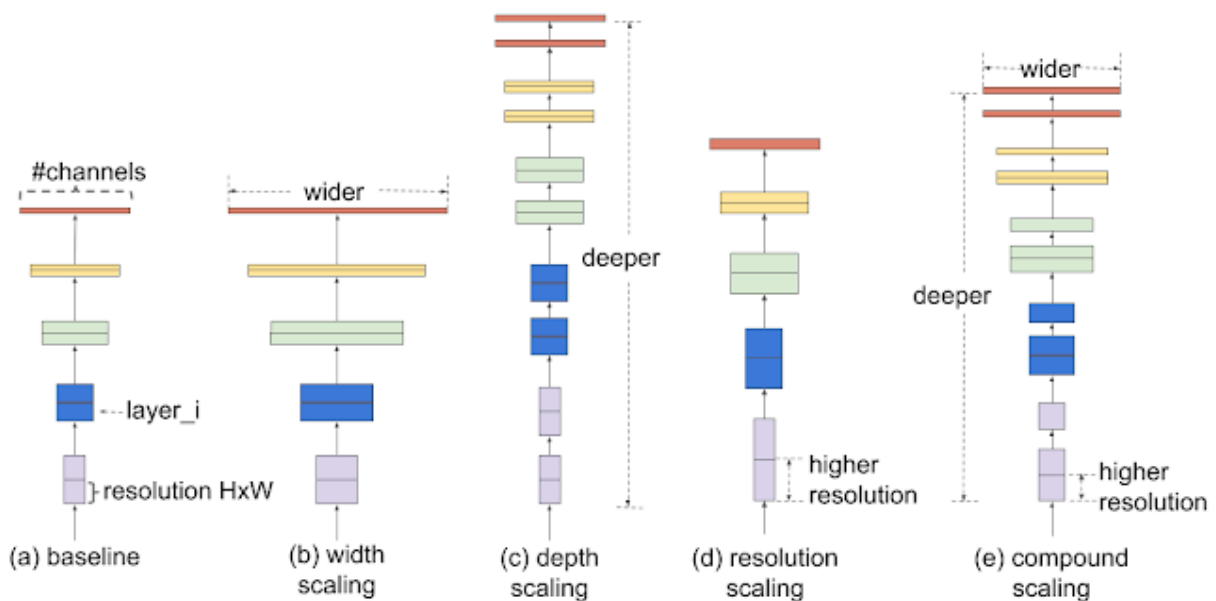 #channels
layer_i
resolution HxW
(a) baseline
wider
(b) width
scaling
deeper
(c) depth
scaling
higher
resolution
(d) resolution
scaling
wider
deeper
higher
resolution
(e) compound
scaling